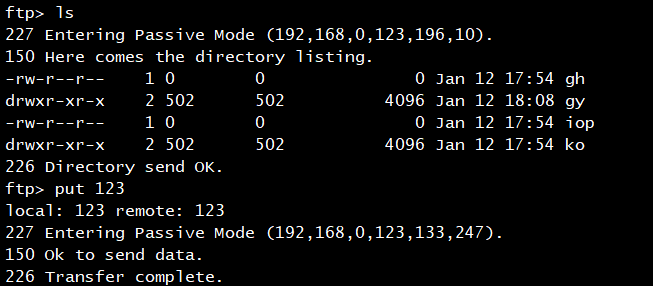 ftp> ls
227 Entering Passive Mode (192,168,0,123,196,10).
150 Here comes the directory listing.
-rw-r--r--    1 0        0               0 Jan 12 17:54 gh
drwxr-xr-x    2 502      502          4096 Jan 12 18:08 gy
-rw-r--r--    1 0        0               0 Jan 12 17:54 iop
drwxr-xr-x    2 502      502          4096 Jan 12 17:54 ko
226 Directory send OK.
ftp> put 123
local: 123 remote: 123
227 Entering Passive Mode (192,168,0,123,133,247).
150 Ok to send data.
226 Transfer complete.